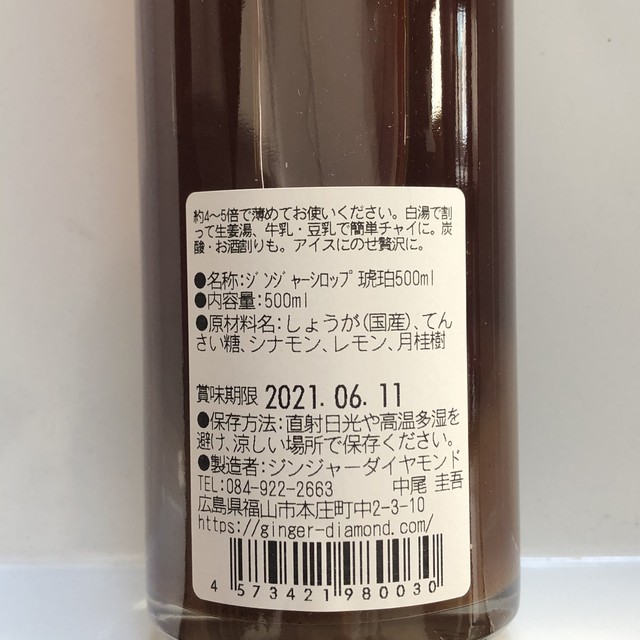 約4～5倍で薄めてお使いください。白湯で割
って生姜湯、牛乳・豆乳で簡単チャイに。炭
酸・お酒割りも。アイスにのせ贅沢に。
●名称：ｼﾞﾝｼﾞｬｰｼﾛｯﾌﾟ 琥珀500ml
●内容量：500ml
●原材料名：しょうが（国産）、てん
さい糖、シナモン、レモン、月桂樹
賞味期限 2021.06.11
●保存方法：直射日光や高温多湿を
避け、涼しい場所で保存ください。
●製造者：ジンジャーダイヤモンド
TEL:084-922-2663 中尾 圭吾
広島県福山市本庄町中2-3-10
https://ginger-diamond.com/
4 573421 980030